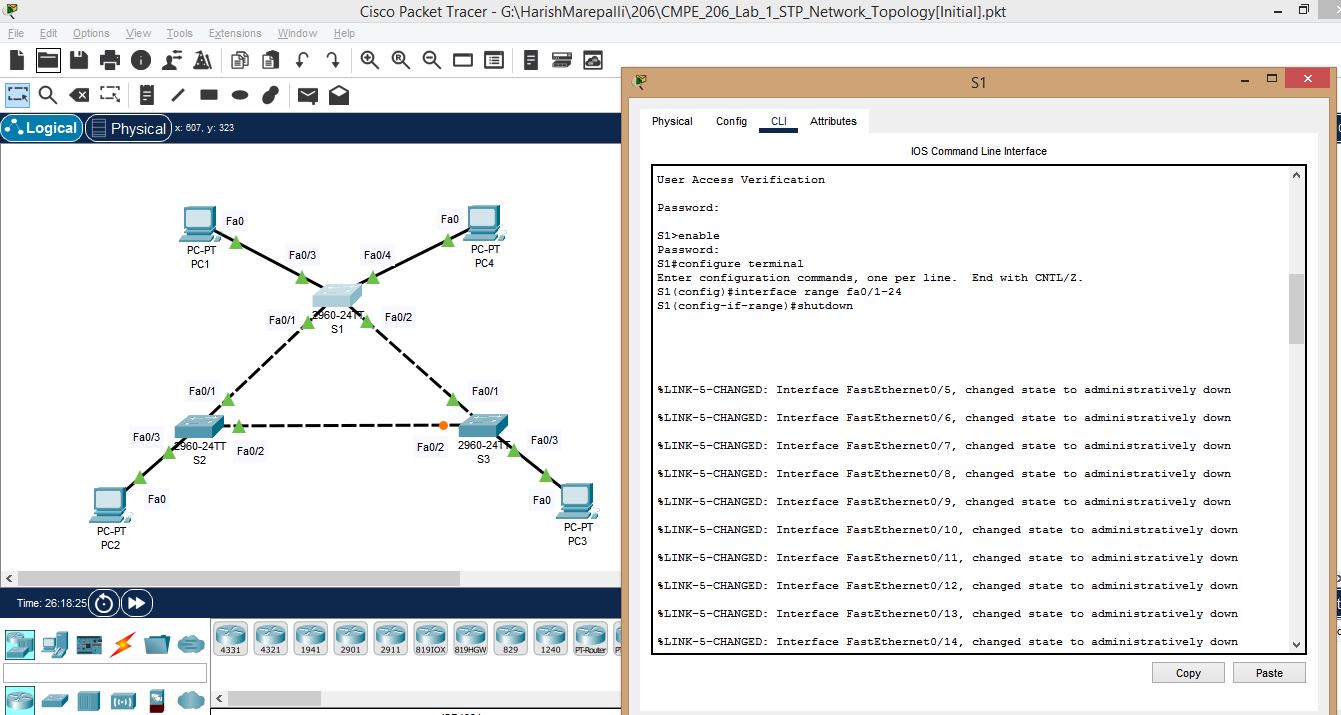 Cisco Packet Tracer - G:\HarishMarepalli\206\CMPE_206_Lab_1_STP_Network_Topology[Initial].pkt
File Edit Options View Tools Extensions Window Help
Logical Physical x: 607, y: 323
Fa0
Fa0
PC-PT
PC1
PC-PT
PC4
Fa0/3
Fa0/4
2960-24TT
S1
Fa0/1
Fa0/2
Fa0/1
Fa0/1
Fa0/3
2960-24TT
S2
Fa0/2
Fa0/2
2960-24TT
S3
Fa0/3
Fa0
Fa0
PC-PT
PC2
PC-PT
PC3
Time: 26:18:25
4331 4321 1941 2901 2911 819IOX 819HGW 829 1240 PT-Router
S1
Physical Config CLI Attributes
IOS Command Line Interface
User Access Verification
Password:
S1>enable
Password:
S1#configure terminal
Enter configuration commands, one per line.  End with CNTL/Z.
S1(config)#interface range fa0/1-24
S1(config-if-range)#shutdown
%LINK-5-CHANGED: Interface FastEthernet0/5, changed state to administratively down
%LINK-5-CHANGED: Interface FastEthernet0/6, changed state to administratively down
%LINK-5-CHANGED: Interface FastEthernet0/7, changed state to administratively down
%LINK-5-CHANGED: Interface FastEthernet0/8, changed state to administratively down
%LINK-5-CHANGED: Interface FastEthernet0/9, changed state to administratively down
%LINK-5-CHANGED: Interface FastEthernet0/10, changed state to administratively down
%LINK-5-CHANGED: Interface FastEthernet0/11, changed state to administratively down
%LINK-5-CHANGED: Interface FastEthernet0/12, changed state to administratively down
%LINK-5-CHANGED: Interface FastEthernet0/13, changed state to administratively down
%LINK-5-CHANGED: Interface FastEthernet0/14, changed state to administratively down
Copy Paste